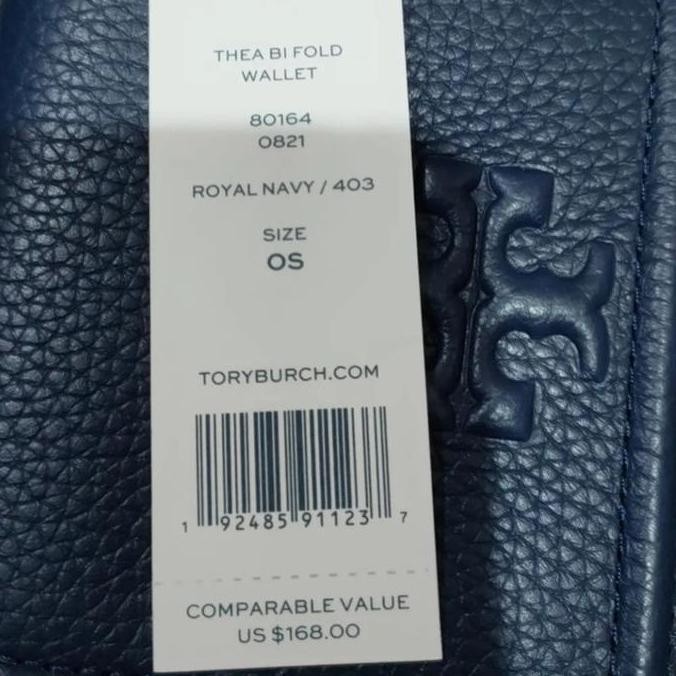 THEA BI FOLD
WALLET
80164
0821
ROYAL NAVY / 403
SIZE
OS
TORYBURCH.COM
1 92485 91123 7
COMPARABLE VALUE
US $168.00